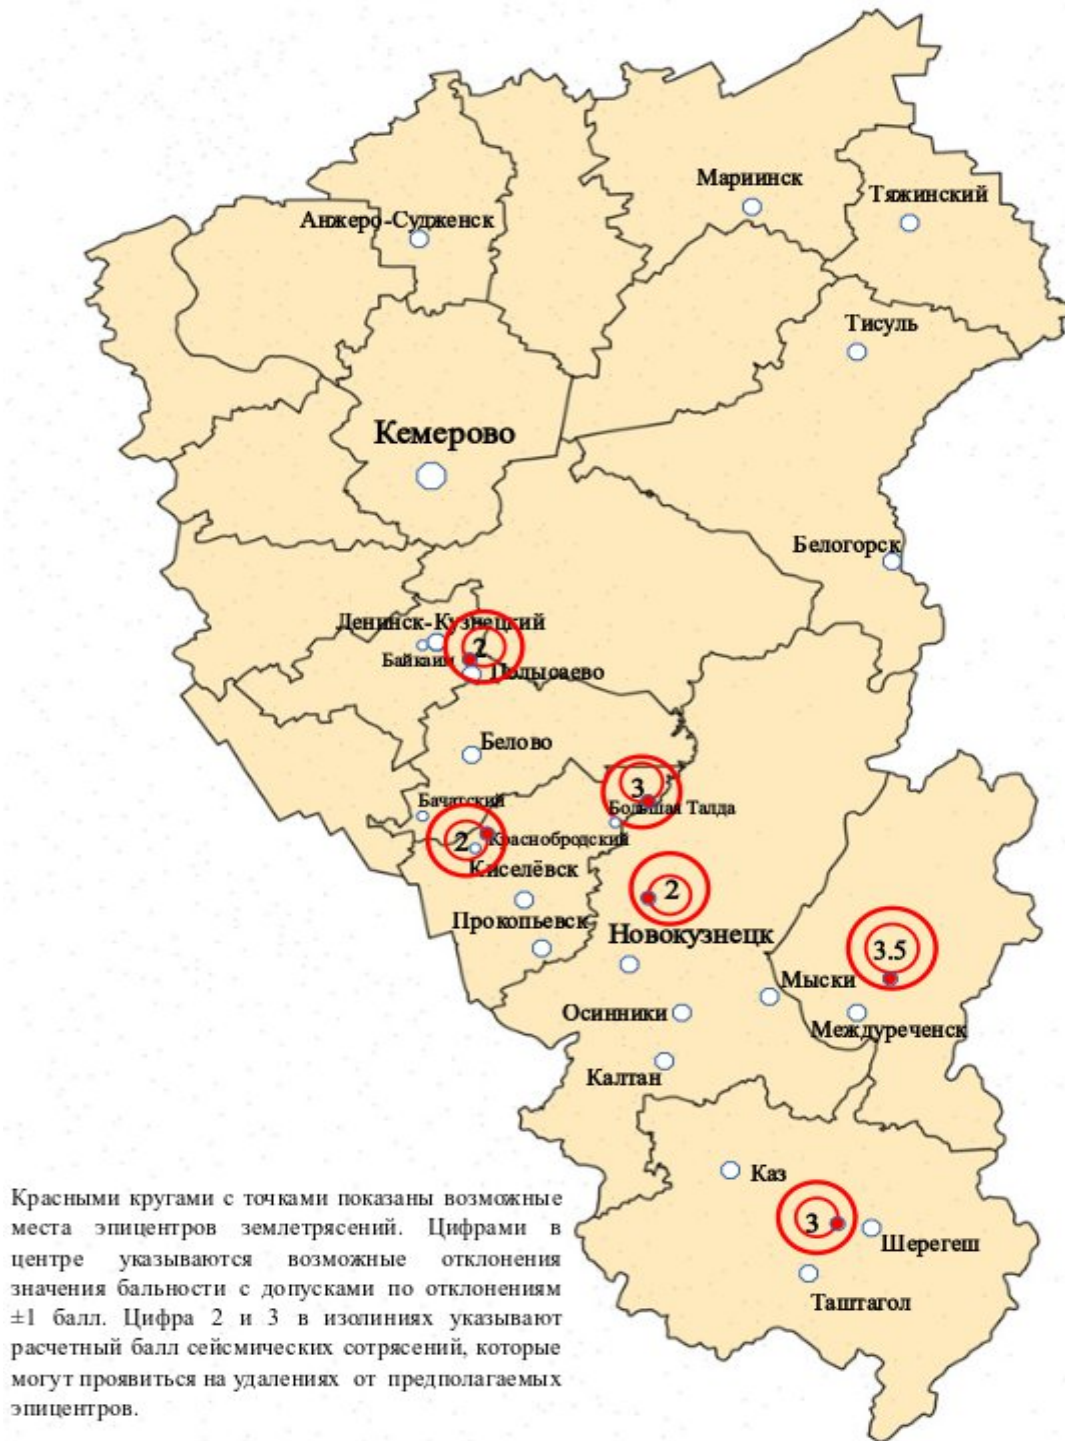 Мариинск
Тяжинский
Анжеро-Судженск
Тисуль
Кемерово
Белогорск
Ленинск-Кузнецкий
2
Байкаим
Полысаево
Белово
3
Бачатский
Большая Талда
2
Краснобродский
Киселёвск
2
Прокопьевск
Новокузнецк
3.5
Мыски
Осинники
Междуреченск
Калтан
Каз
3
Шерегеш
Таштагол
Красными кругами с точками показаны возможные
места эпицентров землетрясений. Цифрами в
центре указываются возможные отклонения
значения бальности с допусками по отклонениям
±1 балл. Цифра 2 и 3 в изолиниях указывают
расчетный балл сейсмических сотрясений, которые
могут проявиться на удалениях от предполагаемых
эпицентров.